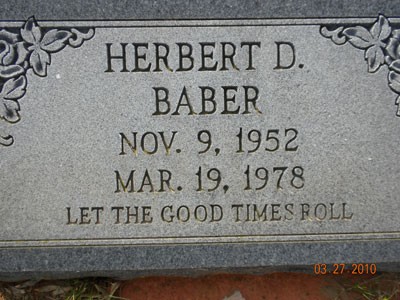 HERBERT D.
BABER
NOV. 9, 1952
MAR. 19, 1978
LET THE GOOD TIMES ROLL
03.27.2010